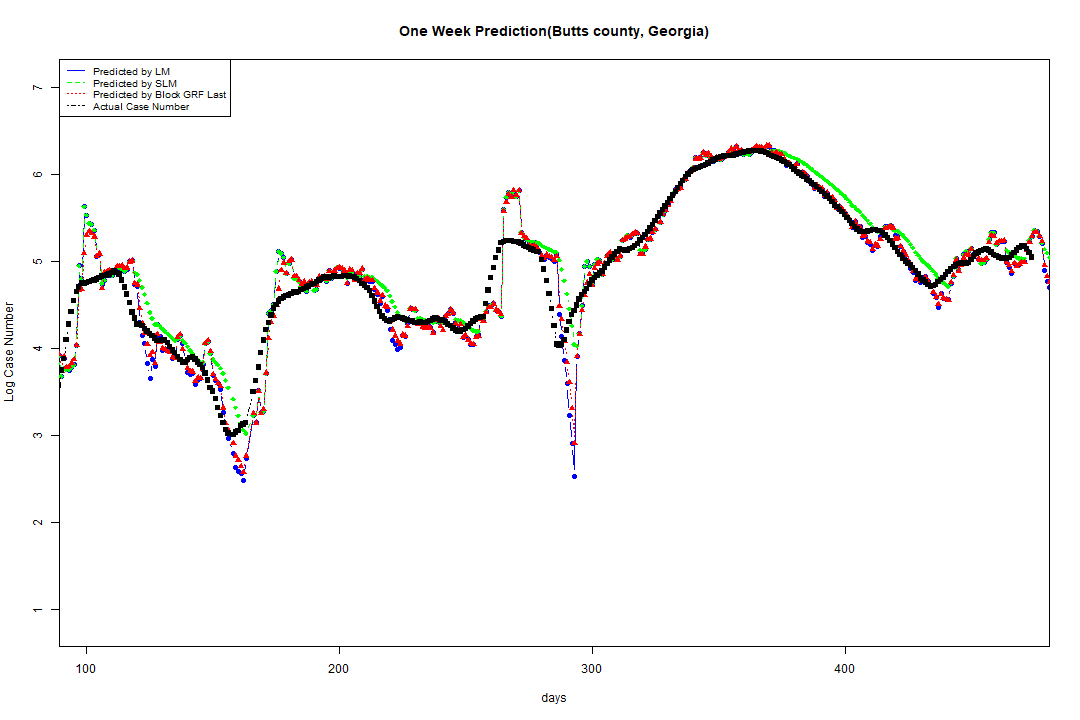 One Week Prediction(Butts county, Georgia)
Predicted by LM
Predicted by SLM
Predicted by Block GRF Last
Actual Case Number
7
6
5
4
3
2
1
Log Case Number
100 200 300 400
days